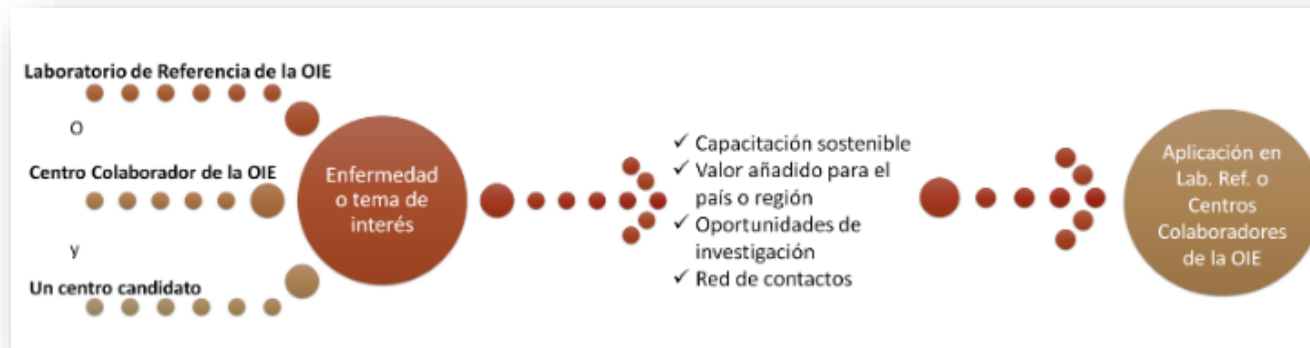 Laboratorio de Referencia de la OIE
O
Centro Colaborador de la OIE
y
Un centro candidato
Enfermedad
o tema de
interés
✓ Capacitación sostenible
✓ Valor añadido para el
país o región
✓ Oportunidades de
investigación
✓ Red de contactos
Aplicación en
Lab. Ref. o
Centros
Colaboradores
de la OIE